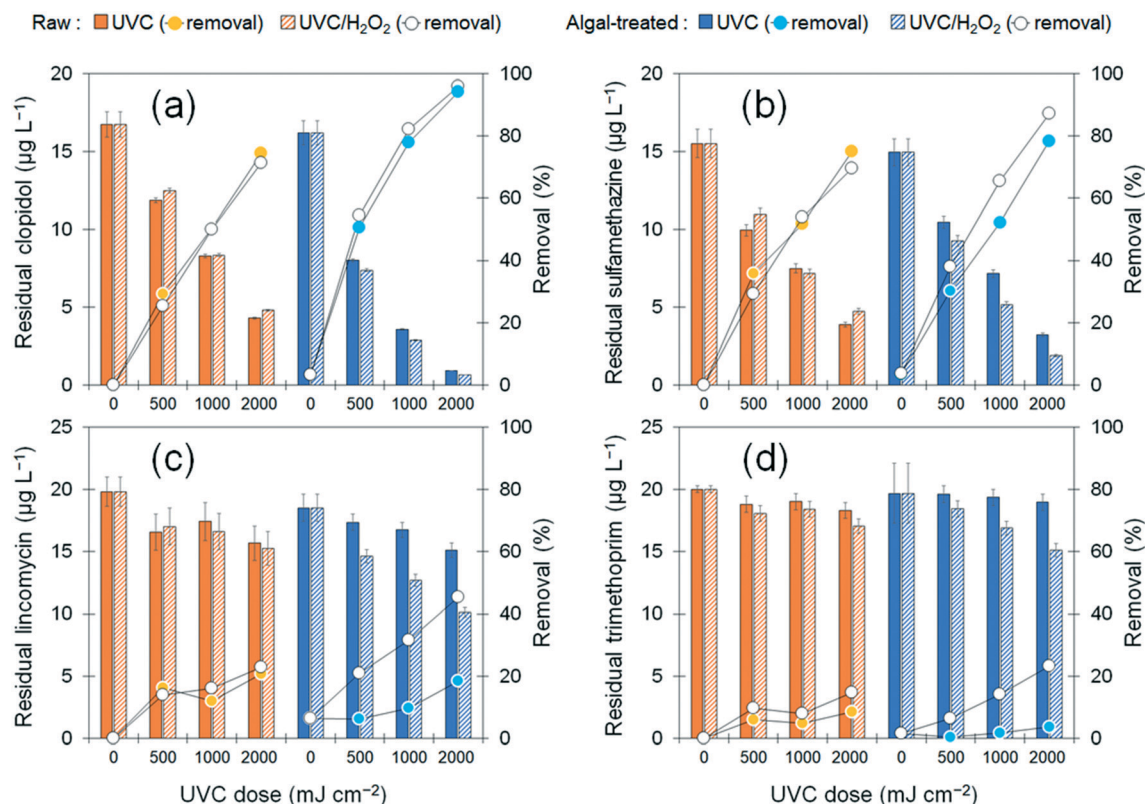 Raw : UVC (removal) UVC/H₂O₂ (removal) Algal-treated : UVC (removal) UVC/H₂O₂ (removal)
(a)
Residual clopidol (µg L⁻¹)
20
15
10
5
0
100
80
60
40
20
0
Removal (%)
0 500 1000 2000 0 500 1000 2000
(b)
Residual sulfamethazine (µg L⁻¹)
20
15
10
5
0
100
80
60
40
20
0
Removal (%)
0 500 1000 2000 0 500 1000 2000
(c)
Residual lincomycin (µg L⁻¹)
25
20
15
10
5
0
100
80
60
40
20
0
Removal (%)
0 500 1000 2000 0 500 1000 2000
UVC dose (mJ cm⁻²)
(d)
Residual trimethoprim (µg L⁻¹)
25
20
15
10
5
0
100
80
60
40
20
0
Removal (%)
0 500 1000 2000 0 500 1000 2000
UVC dose (mJ cm⁻²)